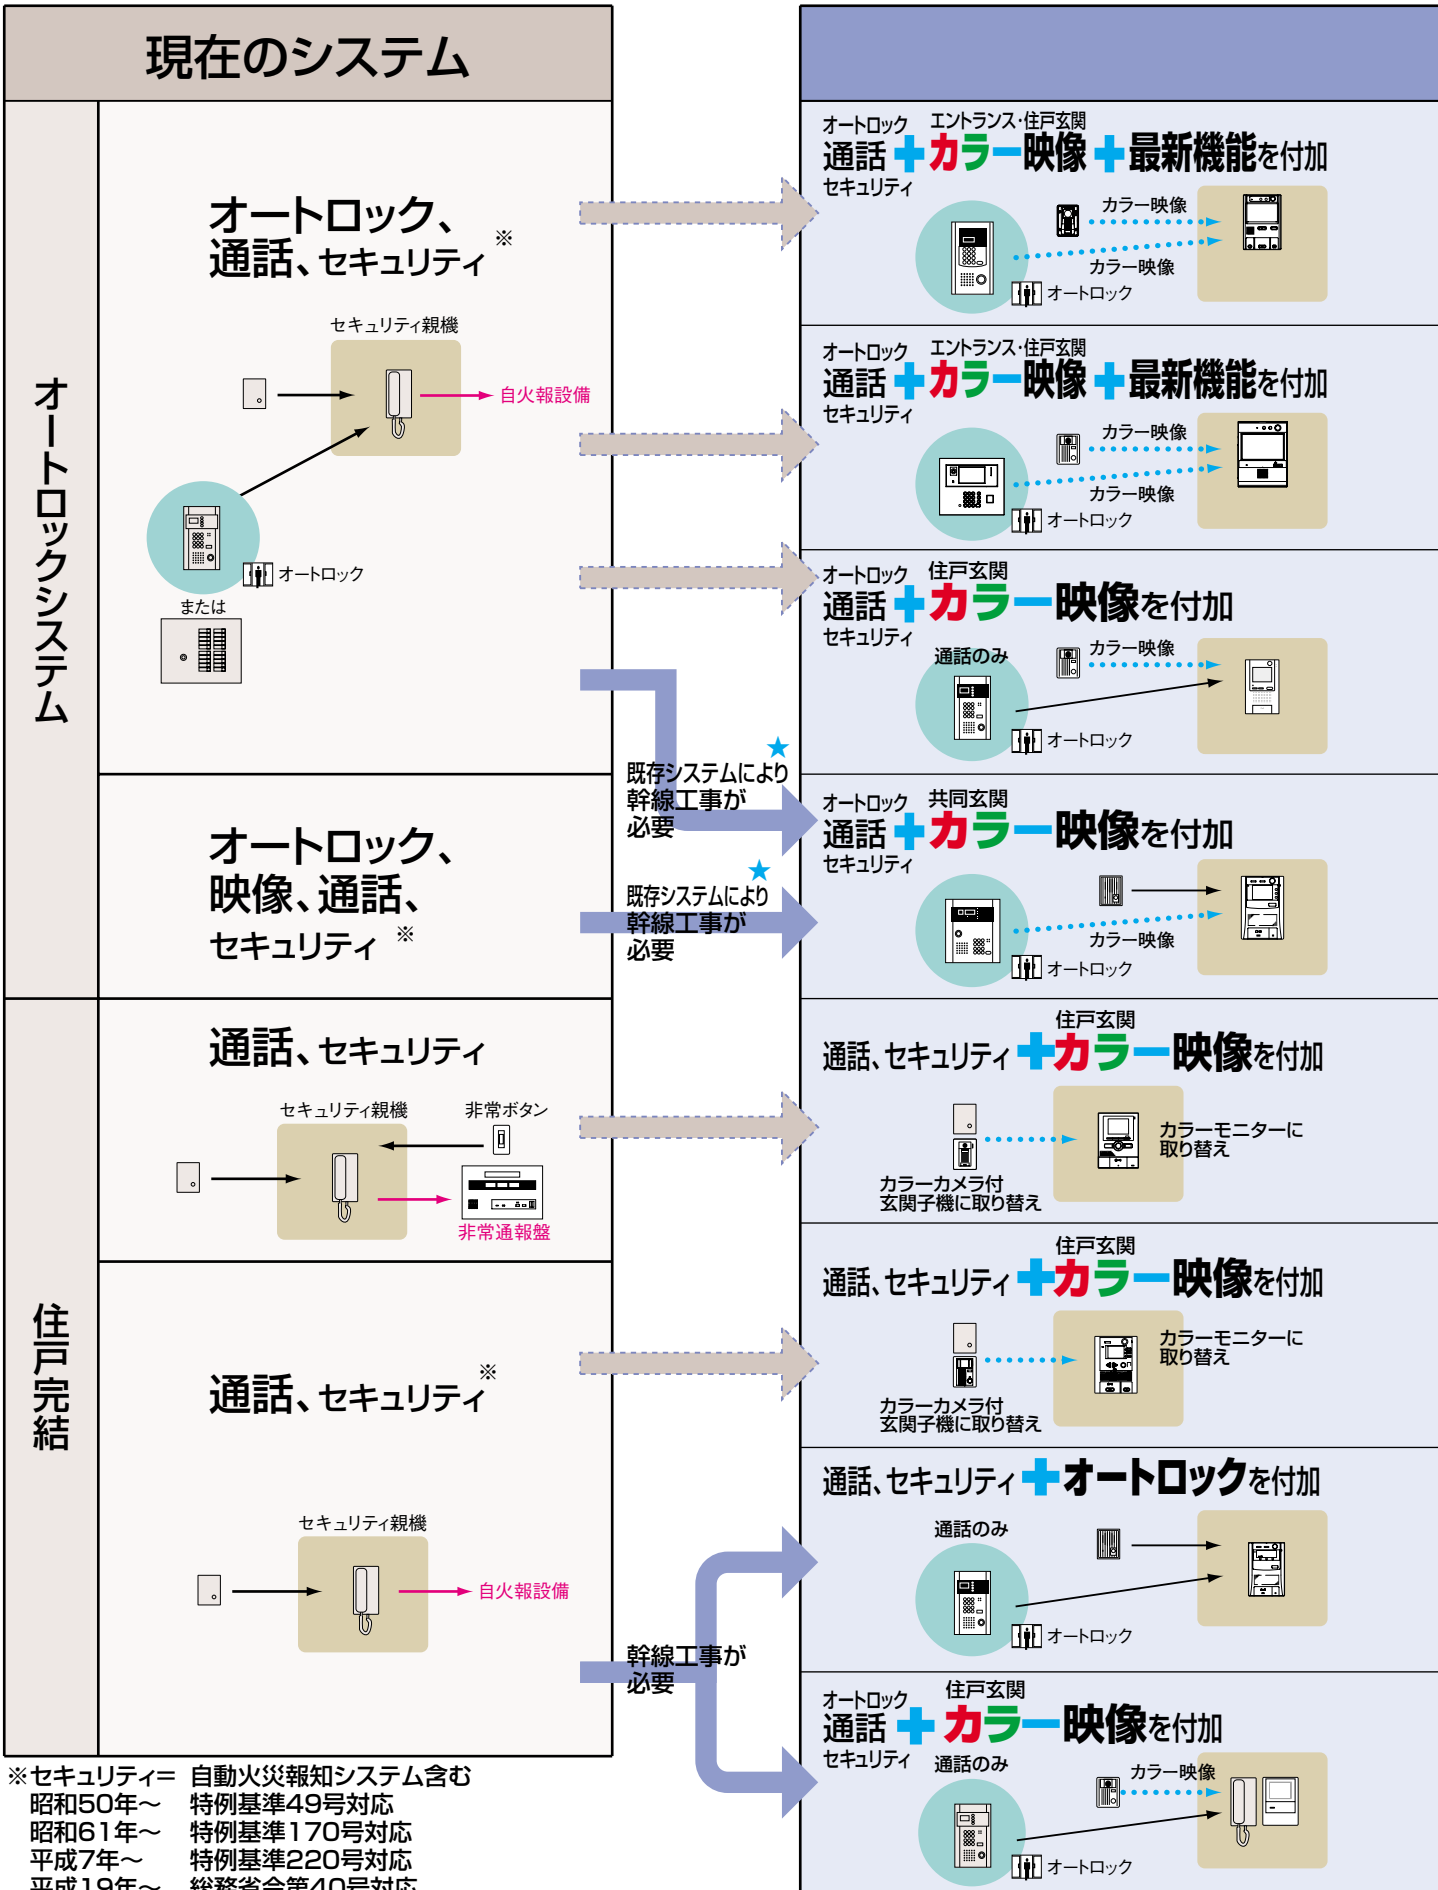 現在のシステム
オートロックシステム
オートロック、
通話、セキュリティ※
セキュリティ親機
自火報設備
オートロック
または
オートロック、
映像、通話、
セキュリティ※
住戸完結
通話、セキュリティ
セキュリティ親機
非常ボタン
非常通報盤
通話、セキュリティ※
セキュリティ親機
自火報設備
★
既存システムにより
幹線工事が
必要
★
既存システムにより
幹線工事が
必要
幹線工事が
必要
オートロック エントランス・住戸玄関
通話＋カラー映像＋最新機能を付加
セキュリティ
カラー映像
カラー映像
オートロック
オートロック エントランス・住戸玄関
通話＋カラー映像＋最新機能を付加
セキュリティ
カラー映像
カラー映像
オートロック
オートロック 住戸玄関
通話＋カラー映像を付加
セキュリティ
通話のみ
カラー映像
オートロック
オートロック 共同玄関
通話＋カラー映像を付加
セキュリティ
カラー映像
オートロック
住戸玄関
通話、セキュリティ＋カラー映像を付加
カラーモニターに
取り替え
カラーカメラ付
玄関子機に取り替え
住戸玄関
通話、セキュリティ＋カラー映像を付加
カラーモニターに
取り替え
カラーカメラ付
玄関子機に取り替え
通話、セキュリティ＋オートロックを付加
通話のみ
オートロック
オートロック 住戸玄関
通話＋カラー映像を付加
セキュリティ
通話のみ
カラー映像
オートロック
※セキュリティ＝ 自動火災報知システム含む
昭和50年～ 特例基準49号対応
昭和61年～ 特例基準170号対応
平成7年～ 特例基準220号対応
平成19年～ 総務省令第40号対応